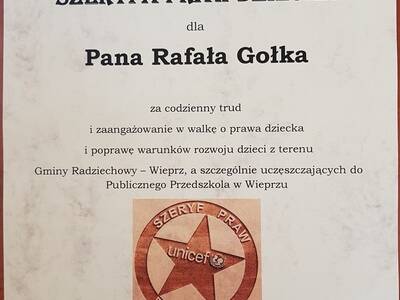 dla
Pana Rafała Gołka
za codzienny trud
i zaangażowanie w walkę o prawa dziecka
i poprawę warunków rozwoju dzieci z terenu
Gminy Radziechowy – Wieprz, a szczególnie uczęszczających do
Publicznego Przedszkola w Wieprzu
SZERYF PRAW
unicef